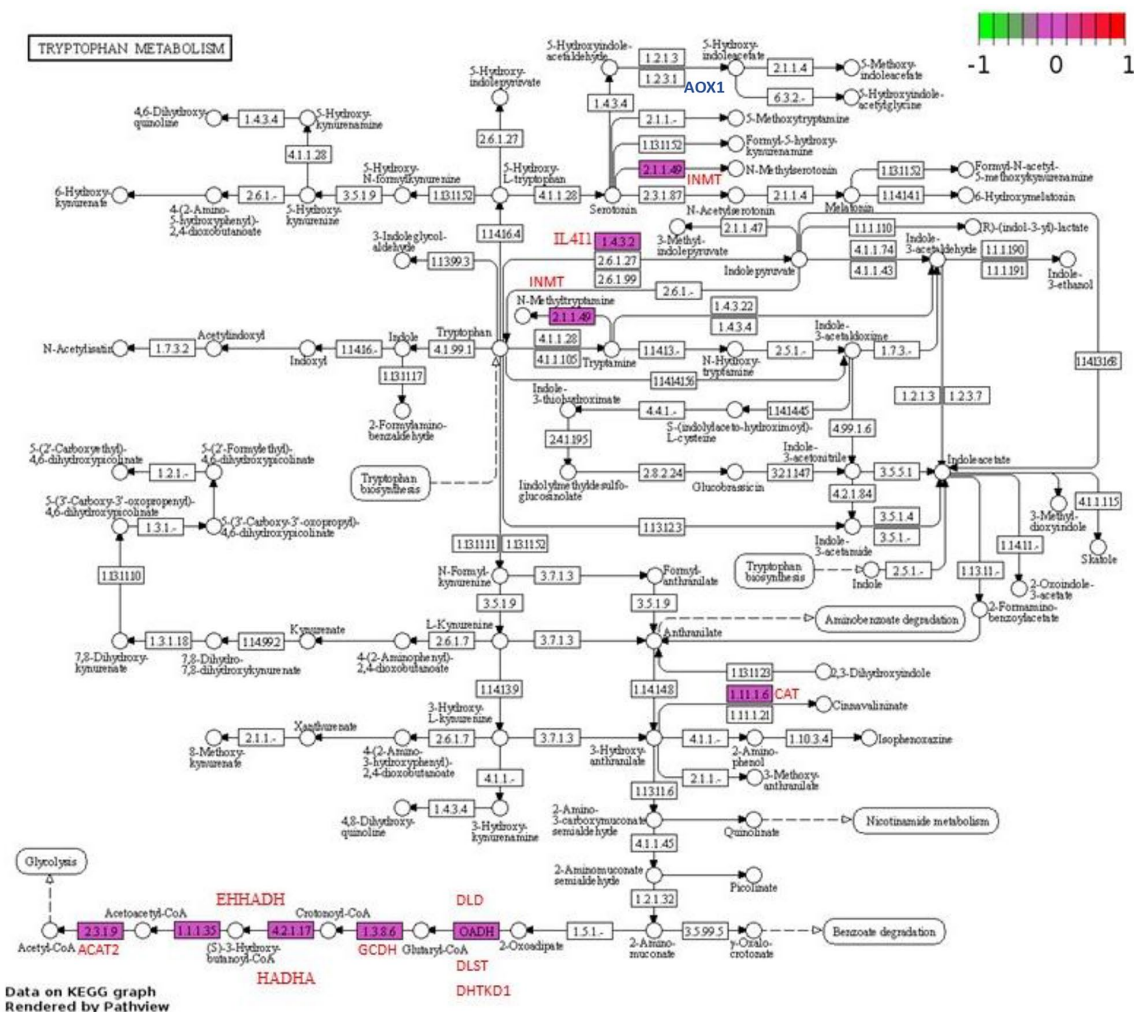 TRYPTOPHAN METABOLISM
-1 0 1
5-Hydroxyindole-
acetaldehyde
1.2.1.3
1.2.3.1
AOX1
5-Hydroxy-
indoleacetate
2.1.1.4
5-Methoxy-
indoleacetate
6.3.2.-
5-Hydroxyindole-
acetylglycine
5-Hydroxy-
indolepyruvate
1.4.3.4
4,6-Dihydroxy-
quinoline
1.4.3.4
5-Hydroxy-
kynurenamine
2.1.1.-
5-Methoxytryptamine
2.6.1.27
1.13.11.52
Formyl-5-hydroxy-
kynurenamine
4.1.1.28
5-Hydroxy-
N-formylkynurenine
5-Hydroxy-
L-tryptophan
2.1.1.49
INMT
N-Methylserotonin
1.13.11.52
Formyl-N-acetyl-
5-methoxykynurenamine
6-Hydroxy-
kynurenate
2.6.1.-
4-(2-Amino-
5-hydroxyphenyl)-
2,4-dioxobutanoate
5-Hydroxy-
kynurenine
3.5.1.9
1.13.11.52
4.1.1.28
Serotonin
2.3.1.87
N-Acetylserotonin
2.1.1.4
Melatonin
1.14.14.1
6-Hydroxymelatonin
1.14.16.4
2.1.1.47
3-Methyl-
indolepyruvate
1.1.1.110
(R)-(indol-3-yl)-lactate
3-Indoleglycol-
aldehyde
1.13.99.3
IL4I1
1.4.3.2
2.6.1.27
2.6.1.99
Indolepyruvate
4.1.1.74
4.1.1.43
Indole-
3-acetaldehyde
1.1.1.190
1.1.1.191
Indole-
3-ethanol
INMT
2.6.1.-
N-Methyltryptamine
2.1.1.49
1.4.3.22
1.4.3.4
N-Acetylisatin
1.7.3.2
Acetylindoxyl
Indoxyl
1.14.16.-
Indole
4.1.99.1
Tryptophan
4.1.1.28
4.1.1.105
Tryptamine
1.14.13.-
N-Hydroxy-
tryptamine
2.5.1.-
Indole-
3-acetaldoxime
1.7.3.-
1.14.13.168
1.13.11.17
2-Formylamino-
benzaldehyde
1.14.14.156
Indole-
3-thiohydroximate
4.4.1.-
S-(indolylaceto-hydroximoyl)-
L-cysteine
1.14.14.45
1.2.1.3
1.2.3.7
2.4.1.195
4.99.1.6
5-(2'-Carboxyethyl)-
4,6-dihydroxypicolinate
1.2.1.-
5-(2'-Formylethyl)-
4,6-dihydroxypicolinate
Tryptophan
biosynthesis
Iindolylmethyldesulfo-
glucosinolate
2.8.2.24
Glucobrassicin
3.2.1.147
Indole-
3-acetonitrile
3.5.5.1
Indoleacetate
4.2.1.84
5-(3'-Carboxy-3'-oxopropenyl)-
4,6-dihydroxypicolinate
1.3.1.-
5-(3'-Carboxy-3'-oxopropyl)-
4,6-dihydroxypicolinate
1.13.12.3
Indole-
3-acetamide
3.5.1.4
3.5.1.-
3-Methyl-
dioxyindole
4.1.1.115
Skatole
1.13.11.11
1.13.11.52
1.14.11.-
1.13.11.10
N-Formyl-
kynurenine
3.7.1.3
Formyl-
anthranilate
Tryptophan
biosynthesis
Indole
2.5.1.-
1.13.11.-
2-Oxoindole-
3-acetate
3.5.1.9
3.5.1.9
2-Formamino-
benzoylacetate
Aminobenzoate degradation
7,8-Dihydroxy-
kynurenate
1.3.1.18
7,8-Dihydro-
7,8-dihydroxykynurenate
1.14.99.2
Kynurenate
4-(2-Aminophenyl)-
2,4-dioxobutanoate
2.6.1.7
L-Kynurenine
3.7.1.3
Anthranilate
1.13.11.23
2,3-Dihydroxyindole
1.14.13.9
1.14.14.8
1.11.1.6
CAT
1.11.1.21
Cinnavalininate
8-Methoxy-
kynurenate
2.1.1.-
Xanthurenate
4-(2-Amino-
3-hydroxyphenyl)-
2,4-dioxobutanoate
2.6.1.7
3-Hydroxy-
L-kynurenine
3.7.1.3
3-Hydroxy-
anthranilate
4.1.1.-
2-Amino-
phenol
1.10.3.4
Isophenoxazine
4.1.1.-
2.1.1.-
3-Methoxy-
anthranilate
1.13.11.6
4,8-Dihydroxy-
quinoline
1.4.3.4
3-Hydroxy-
kynurenamine
2-Amino-
3-carboxymuconate
semialdehyde
Quinolinate
Nicotinamide metabolism
4.1.1.45
Glycolysis
2-Aminomuconate
semialdehyde
Picolinate
EHHADH
DLD
1.2.1.32
Acetyl-CoA
2.3.1.9
ACAT2
Acetoacetyl-CoA
1.1.1.35
(S)-3-Hydroxy-
butanoyl-CoA
4.2.1.17
Crotonoyl-CoA
1.3.8.6
GCDH
Glutaryl-CoA
OADH
2-Oxoadipate
1.5.1.-
2-Amino-
muconate
3.5.99.5
γ-Oxalo-
crotonate
Benzoate degradation
HADHA
DLST
DHTKD1
Data on KEGG graph
Rendered by Pathview